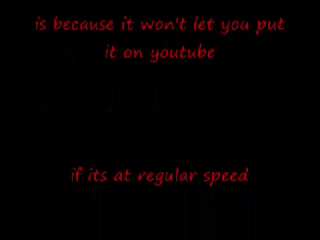 is because it won't let you put
it on youtube
if its at regular speed